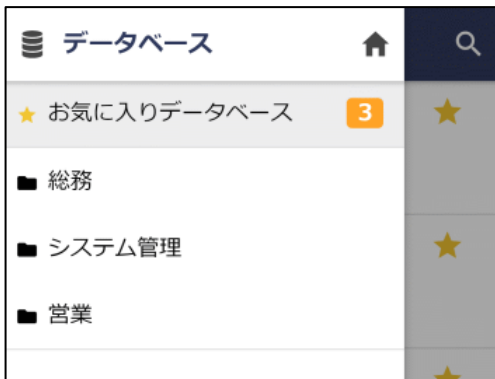 データベース
お気に入りデータベース 3
総務
システム管理
営業